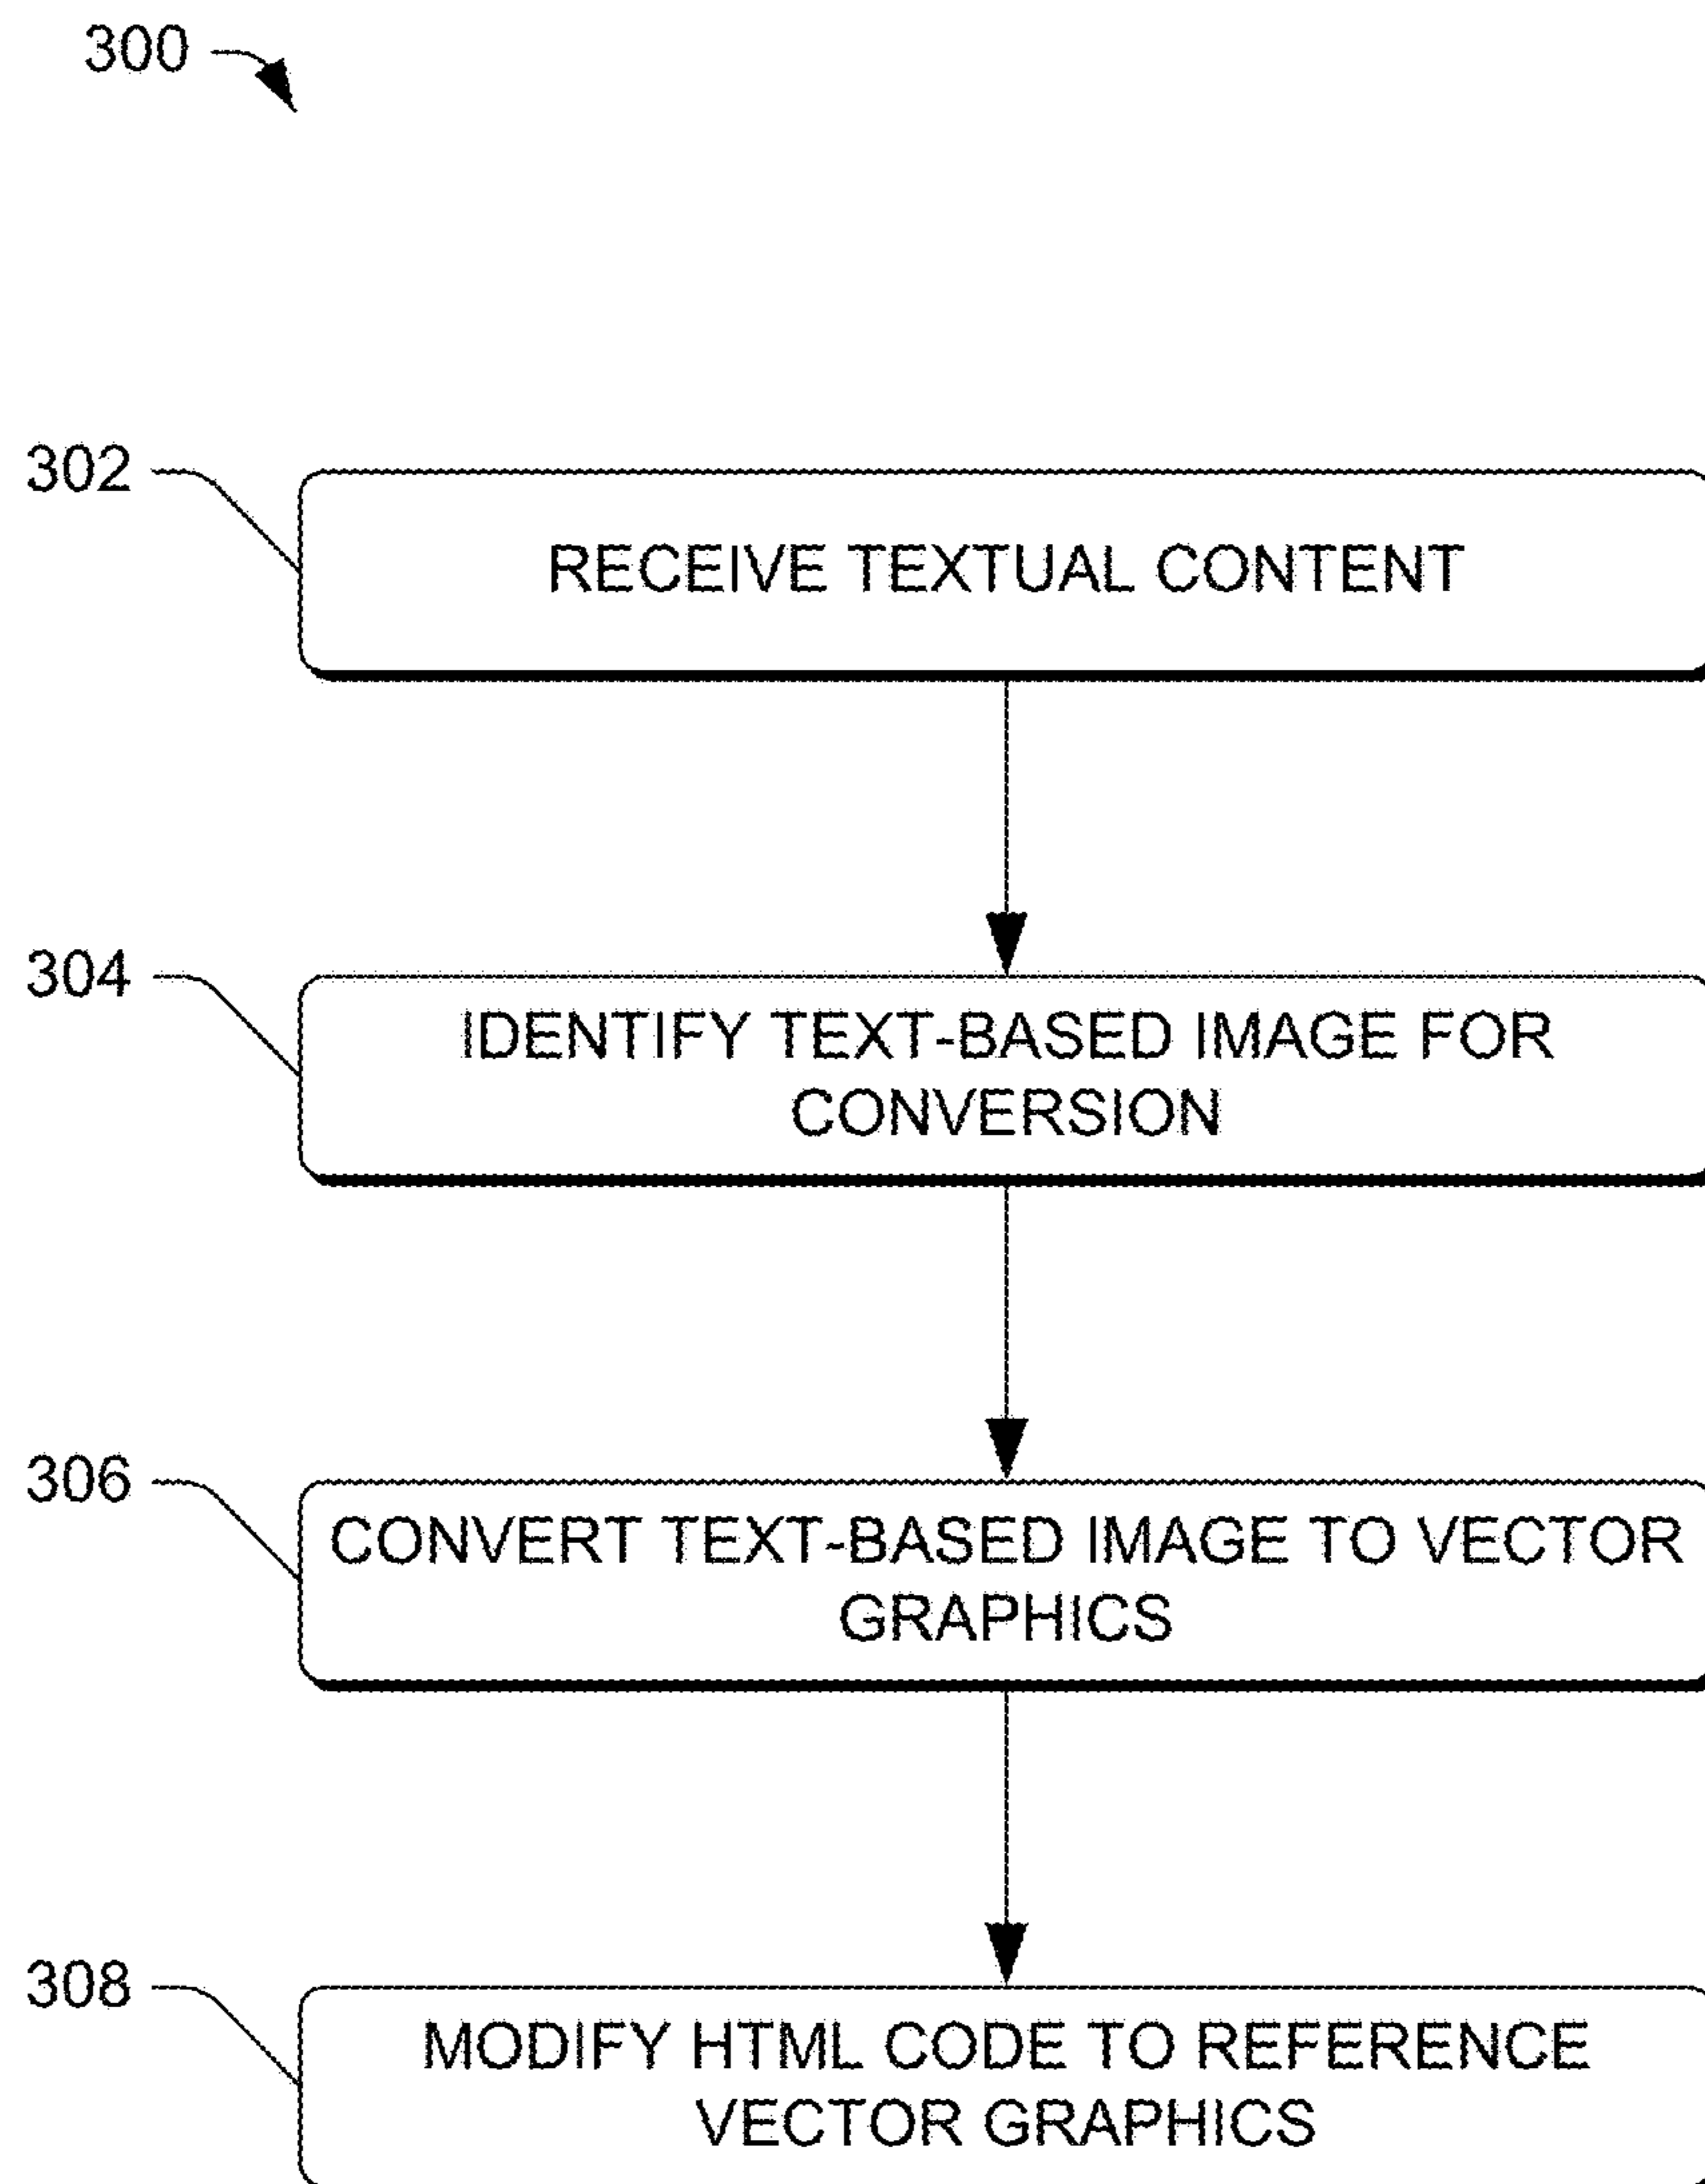 300
302
RECEIVE TEXTUAL CONTENT
304
IDENTIFY TEXT-BASED IMAGE FOR
CONVERSION
306
CONVERT TEXT-BASED IMAGE TO VECTOR
GRAPHICS
308
MODIFY HTML CODE TO REFERENCE
VECTOR GRAPHICS